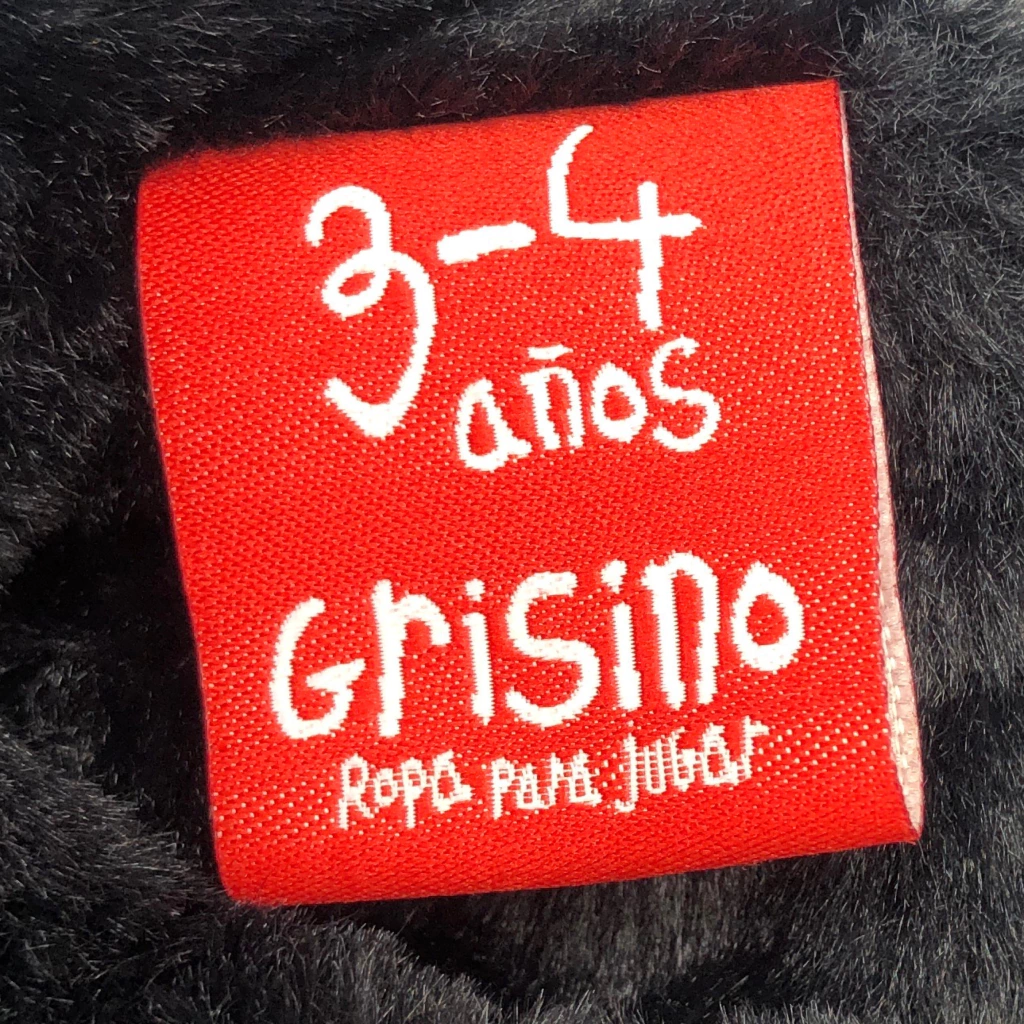 3-4
años
Grisino
Ropa para jugar